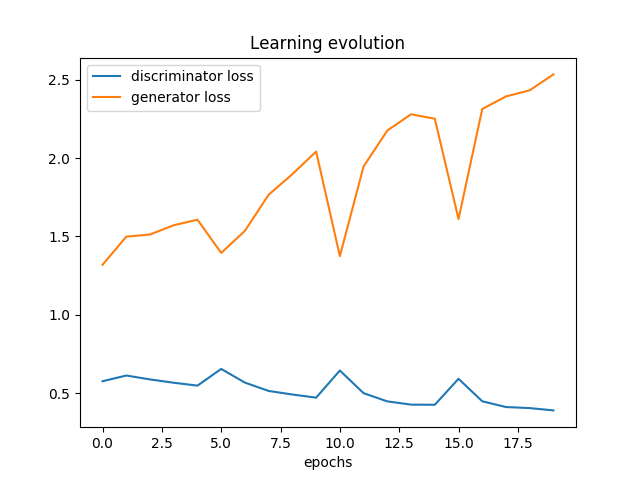 Learning evolution
discriminator loss
generator loss
2.5
2.0
1.5
1.0
0.5
0.0 2.5 5.0 7.5 10.0 12.5 15.0 17.5
epochs